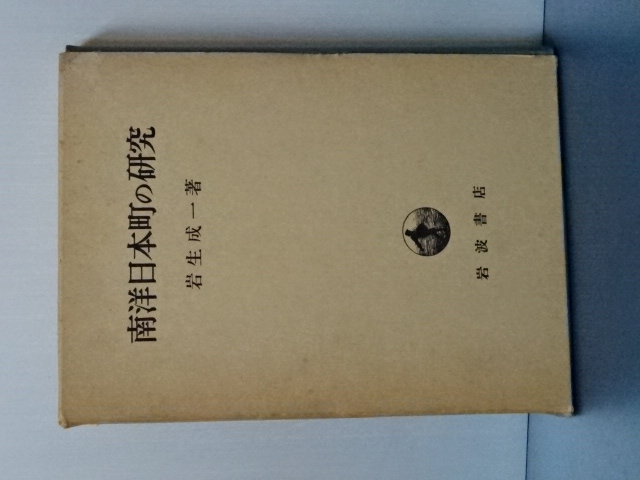 南洋日本町の研究
岩生成一著
岩波書店